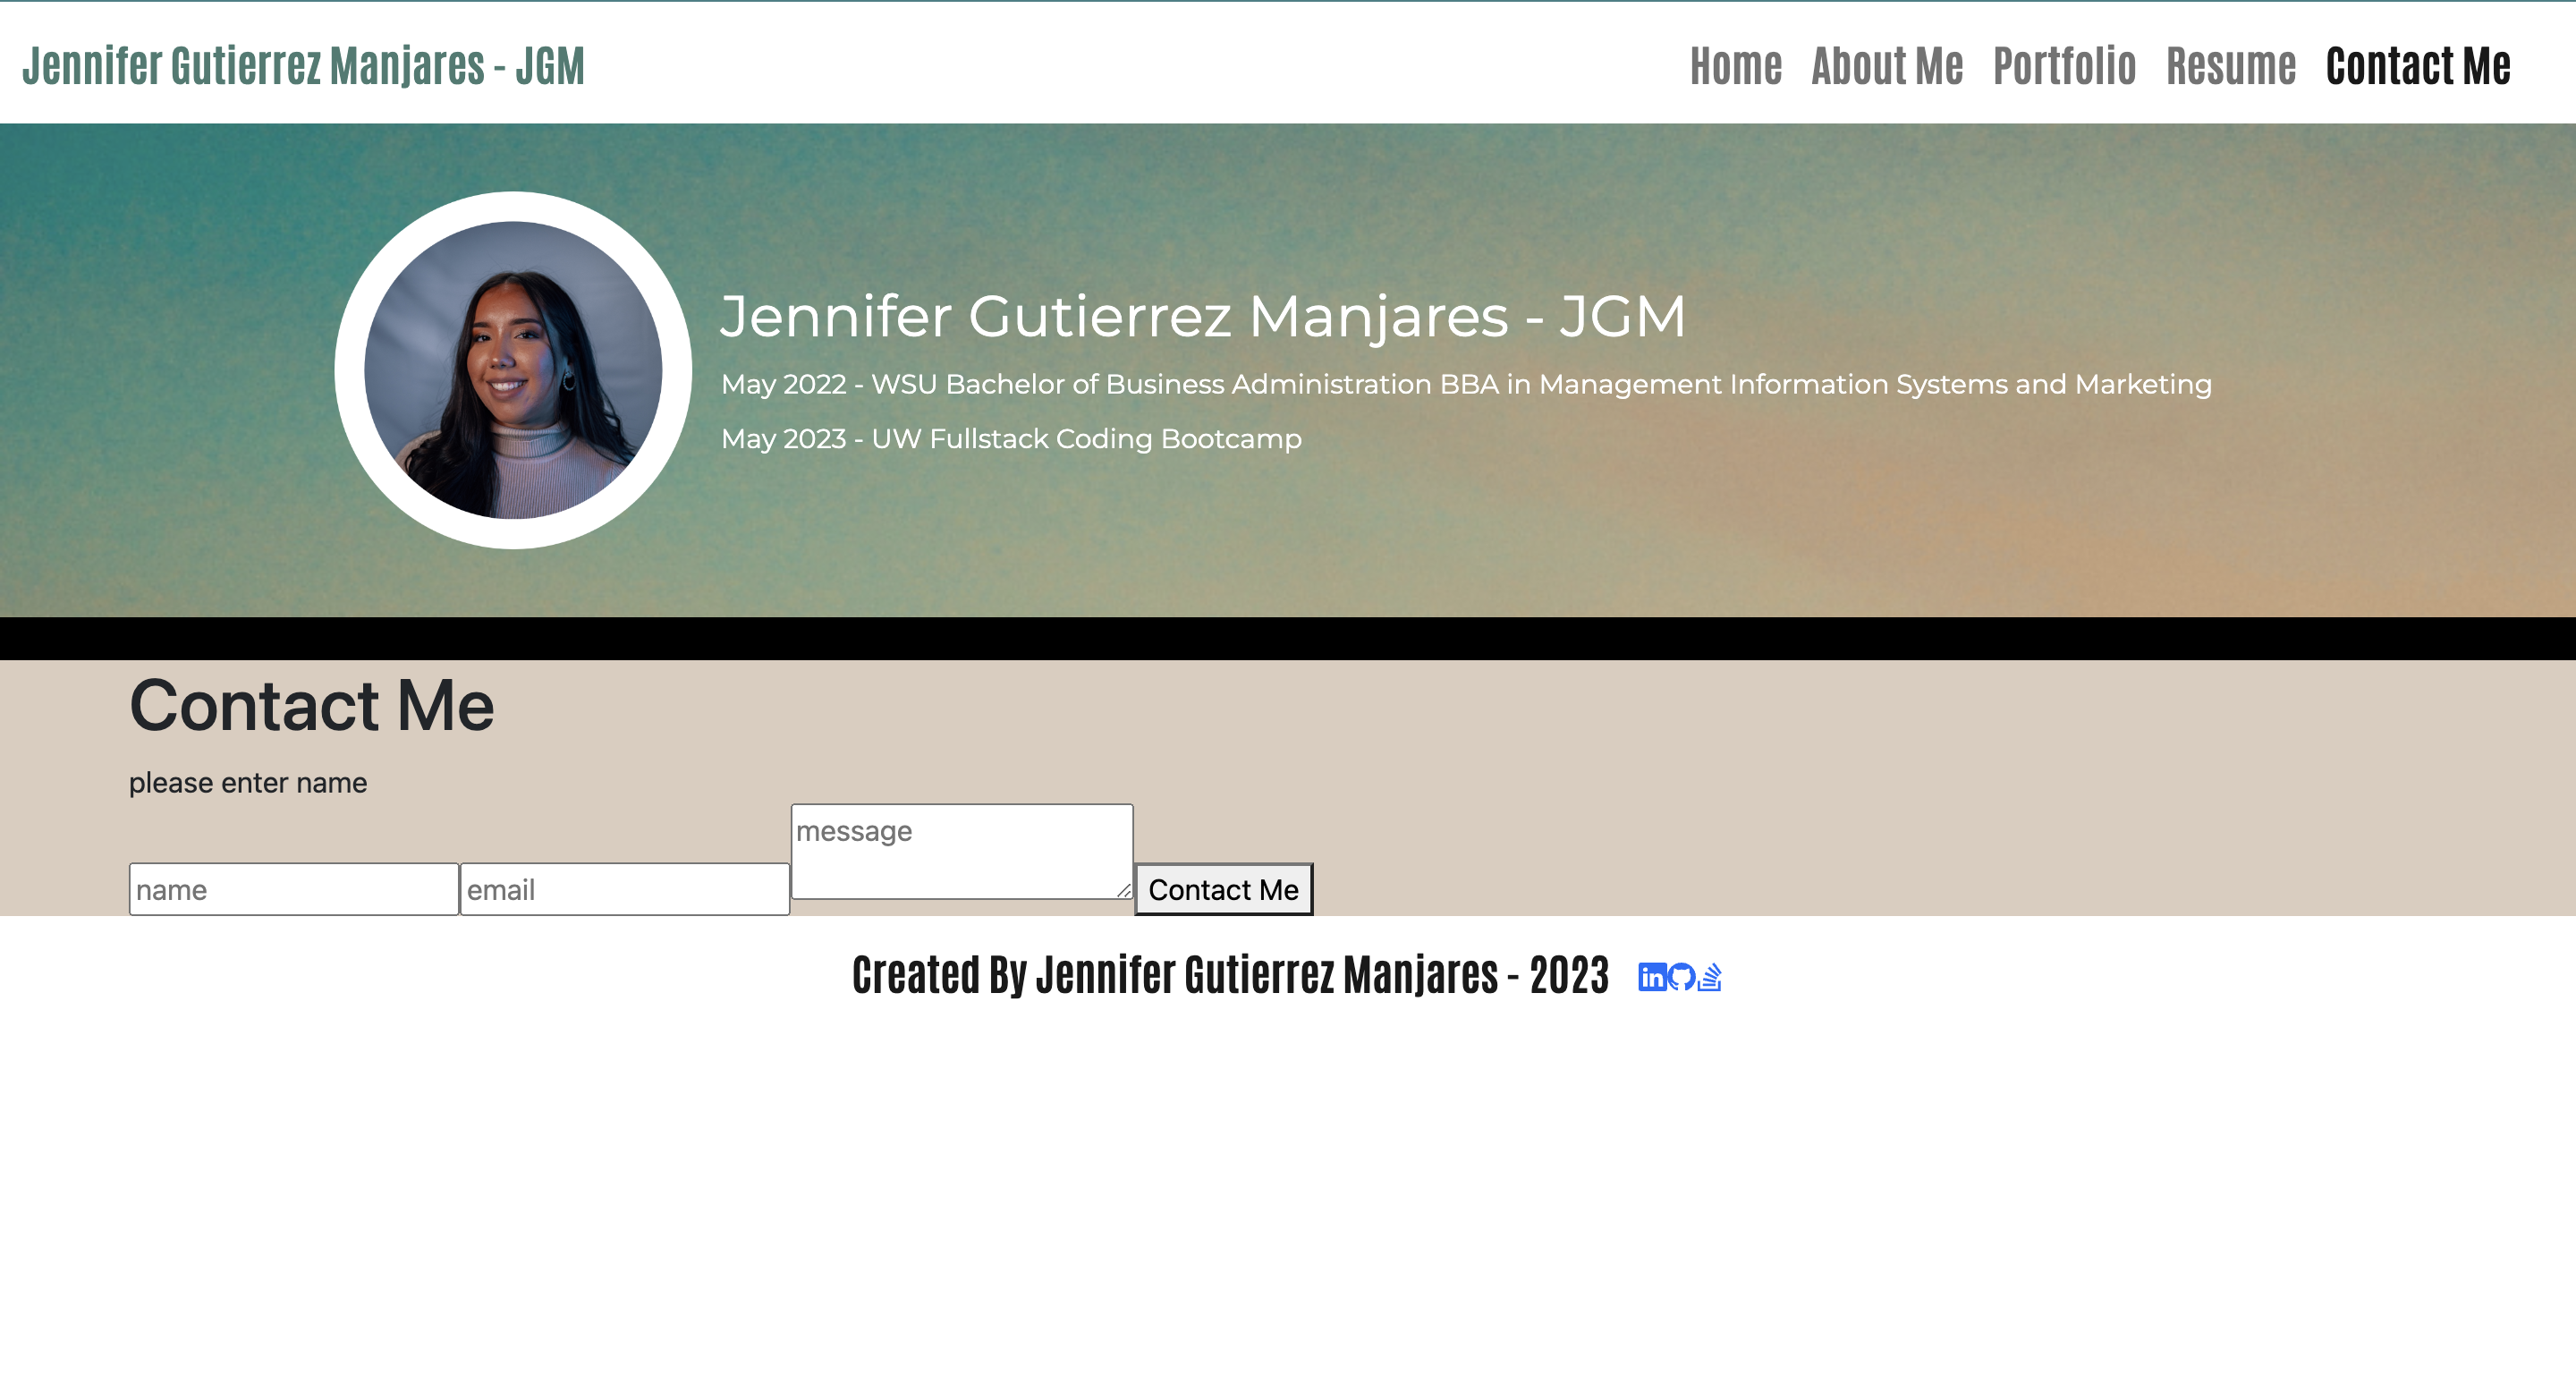 Jennifer Gutierrez Manjares - JGM
Home About Me Portfolio Resume Contact Me
Jennifer Gutierrez Manjares - JGM
May 2022 - WSU Bachelor of Business Administration BBA in Management Information Systems and Marketing
May 2023 - UW Fullstack Coding Bootcamp
Contact Me
please enter name
name email message Contact Me
Created By Jennifer Gutierrez Manjares - 2023 in